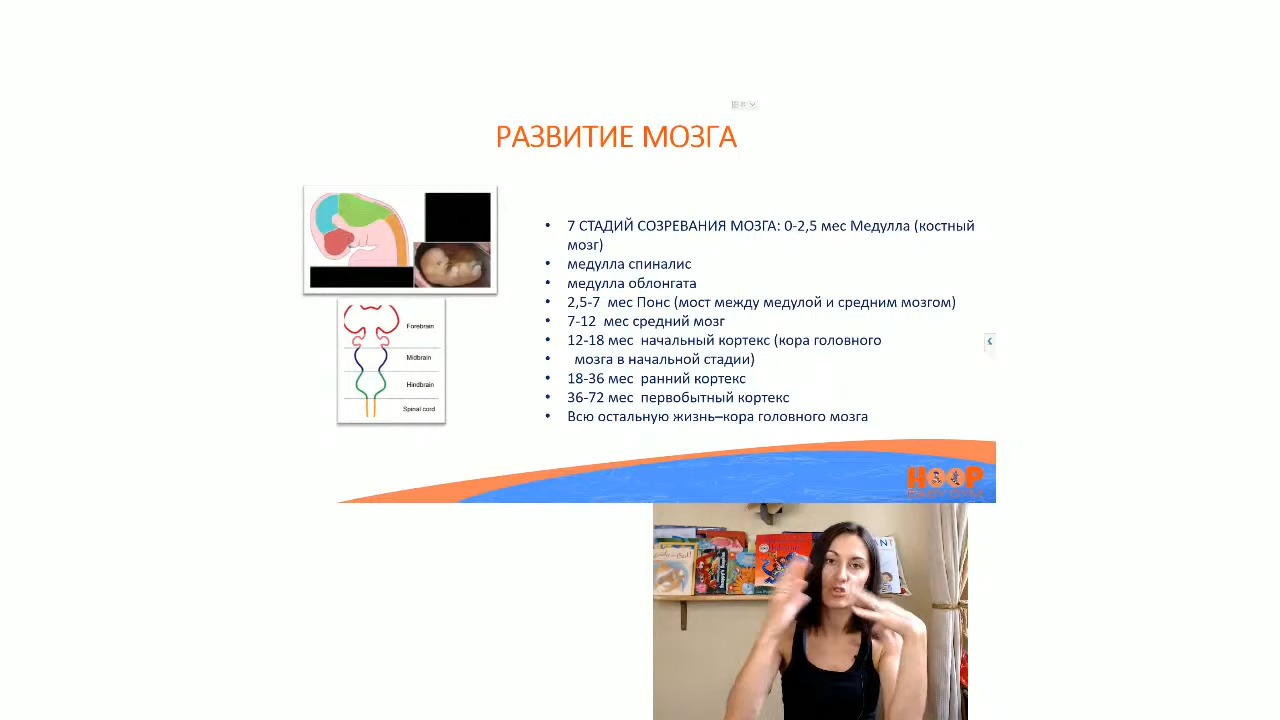 РАЗВИТИЕ МОЗГА
• 7 СТАДИЙ СОЗРЕВАНИЯ МОЗГА: 0-2,5 мес Медулла (костный
мозг)
• медулла спиналис
• медулла облонгата
• 2,5-7 мес Понс (мост между медулой и средним мозгом)
• 7-12 мес средний мозг
• 12-18 мес начальный кортекс (кора головного
• мозга в начальной стадии)
• 18-36 мес ранний кортекс
• 36-72 мес первобытный кортекс
• Всю остальную жизнь–кора головного мозга
Forebrain
Midbrain
Hindbrain
Spinal cord
HOOP